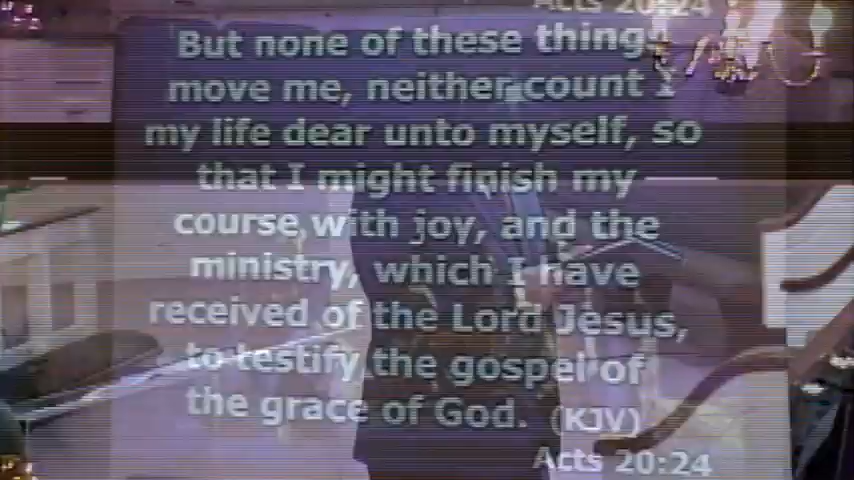 Acts 20:24
But none of these things
move me, neither count I
my life dear unto myself, so
that I might finish my
course with joy, and the
ministry, which I have
received of the Lord Jesus,
to testify the gospel of
the grace of God. (KJV)
Acts 20:24